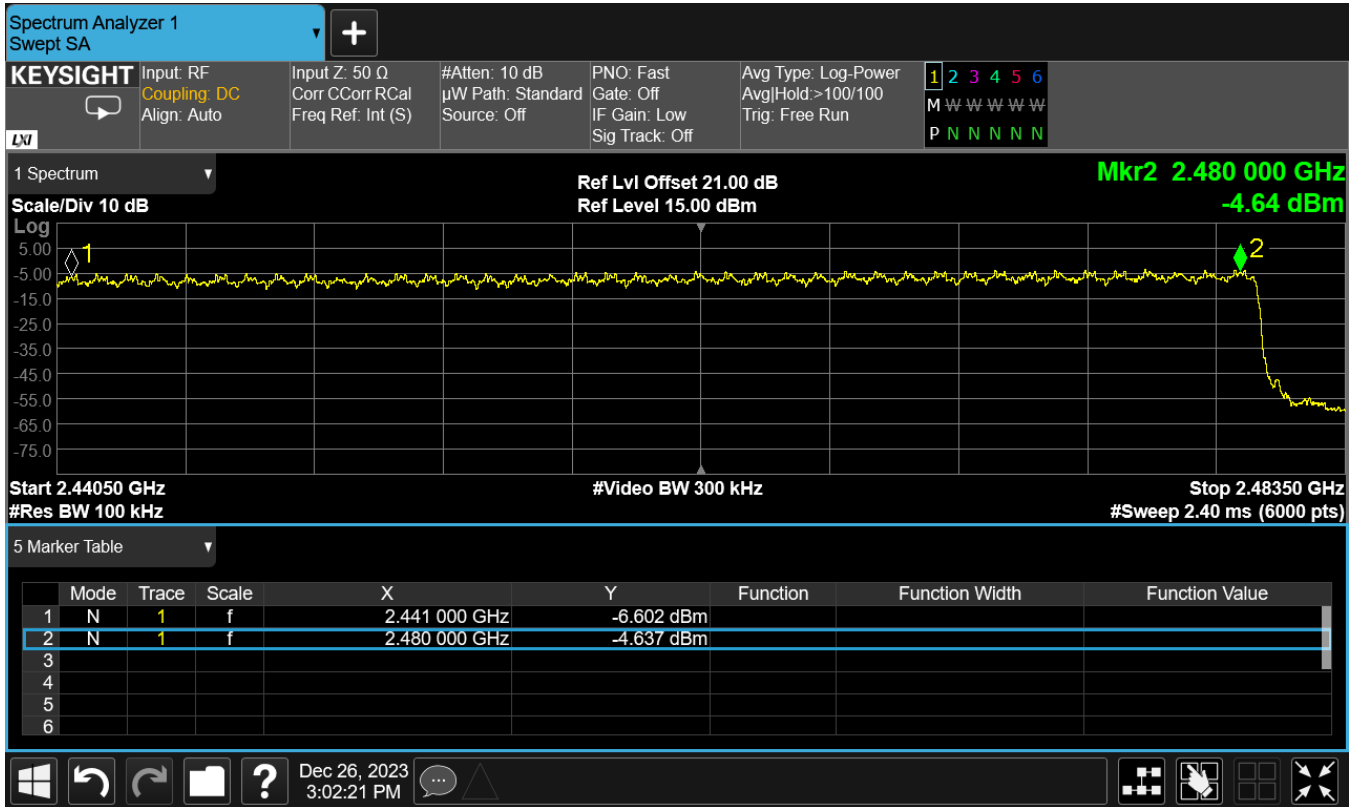 Spectrum Analyzer 1
Swept SA
KEYSIGHT
LXI
Input: RF
Coupling: DC
Align: Auto
Input Z: 50 Ω
Corr CCorr RCal
Freq Ref: Int (S)
#Atten: 10 dB
µW Path: Standard
Source: Off
PNO: Fast
Gate: Off
IF Gain: Low
Sig Track: Off
Avg Type: Log-Power
Avg|Hold:>100/100
Trig: Free Run
1 2 3 4 5 6
M W W W W W
P N N N N N
1 Spectrum
Scale/Div 10 dB
Ref Lvl Offset 21.00 dB
Ref Level 15.00 dBm
Mkr2 2.480 000 GHz
-4.64 dBm
Log
5.00
-5.00
-15.0
-25.0
-35.0
-45.0
-55.0
-65.0
-75.0
1
2
Start 2.44050 GHz
#Video BW 300 kHz
Stop 2.48350 GHz
#Res BW 100 kHz
#Sweep 2.40 ms (6000 pts)
5 Marker Table
Mode Trace Scale X Y Function Function Width Function Value
1 N 1 f 2.441 000 GHz -6.602 dBm
2 N 1 f 2.480 000 GHz -4.637 dBm
3
4
5
6
?
Dec 26, 2023
3:02:21 PM